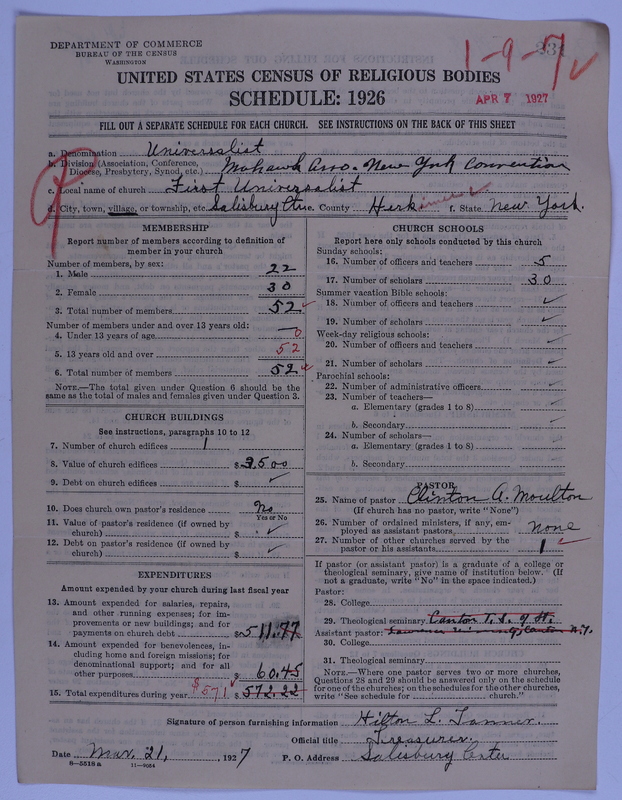 DEPARTMENT OF COMMERCE
BUREAU OF THE CENSUS
WASHINGTON
1-9-5
UNITED STATES CENSUS OF RELIGIOUS BODIES
SCHEDULE: 1926
APR 7 1927
FILL OUT A SEPARATE SCHEDULE FOR EACH CHURCH. SEE INSTRUCTIONS ON THE BACK OF THIS SHEET
a. Denomination Universalist
b. Division (Association, Conference, Diocese, Presbytery, Synod, etc.) Mohawk Asso. New York Convention
c. Local name of church First Universalist
d. City, town, village, or township, etc. Salisbury Ctr. County Herkimer f. State New York.
MEMBERSHIP
Report number of members according to definition of
member in your church
Number of members, by sex:
1. Male 22
2. Female 30
3. Total number of members 52
Number of members under and over 13 years old:
4. Under 13 years of age 0
5. 13 years old and over 52
6. Total number of members 52
NOTE.—The total given under Question 6 should be the
same as the total of males and females given under Question 3.
CHURCH BUILDINGS
See instructions, paragraphs 10 to 12
7. Number of church edifices 1
8. Value of church edifices $3500
9. Debt on church edifices $
10. Does church own pastor's residence No
Yes or No
11. Value of pastor's residence (if owned by
church) $
12. Debt on pastor's residence (if owned by
church) $
EXPENDITURES
Amount expended by your church during last fiscal year
13. Amount expended for salaries, repairs,
and other running expenses; for im-
provements or new buildings; and for
payments on church debt $511.77
14. Amount expended for benevolences, in-
cluding home and foreign missions; for
denominational support; and for all
other purposes $60.45
15. Total expenditures during year $571 $572.22
CHURCH SCHOOLS
Report here only schools conducted by this church
Sunday schools:
16. Number of officers and teachers 5
17. Number of scholars 30
Summer vacation Bible schools:
18. Number of officers and teachers
19. Number of scholars
Week-day religious schools:
20. Number of officers and teachers
21. Number of scholars
Parochial schools:
22. Number of administrative officers
23. Number of teachers—
a. Elementary (grades 1 to 8)
b. Secondary
24. Number of scholars—
a. Elementary (grades 1 to 8)
b. Secondary
PASTOR
25. Name of pastor Clinton A. Moulton
(If church has no pastor, write "None")
26. Number of ordained ministers, if any, em-
ployed as assistant pastors none
27. Number of other churches served by the
pastor or his assistants 1
If pastor (or assistant pastor) is a graduate of a college or
theological seminary, give name of institution below. (If
not a graduate, write "No" in the space indicated.)
Pastor:
28. College
29. Theological seminary Canton T. S. of St.
Assistant pastor: Lawrence University, Canton N.Y.
30. College
31. Theological seminary
NOTE.—Where one pastor serves two or more churches,
Questions 28 and 29 should be answered only on the schedule
for one of the churches; on the schedules for the other churches,
write "See schedule for church."
Signature of person furnishing information Hilton L. Tanner.
Official title Treasurer.
Date Mar. 21, 1927 P. O. Address Salisbury Center
8-5518 a 11-9054